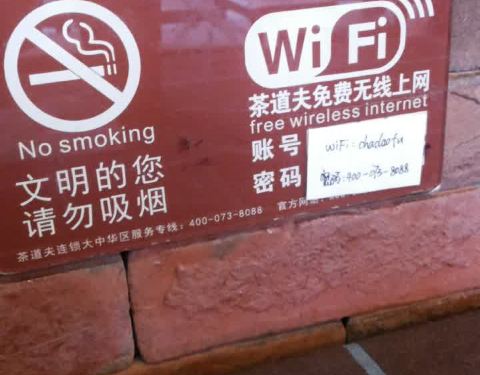 No smoking
文明的您
请勿吸烟
WiFi
茶道夫免费无线上网
free wireless internet
账号
WiFi: chadaofu
密码
400-073-8088
茶道夫连锁大中华区服务专线: 400-073-8088
官方网